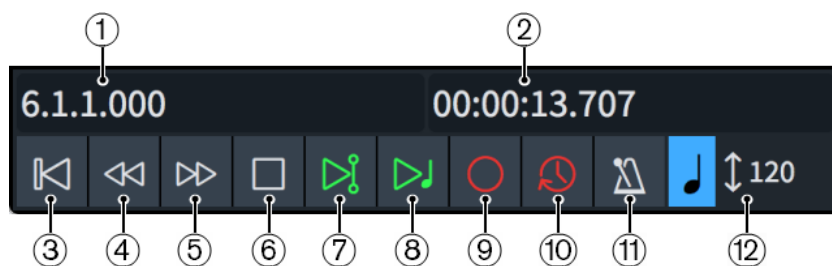 ① ②
6.1.1.000 00:00:13.707
120
③ ④ ⑤ ⑥ ⑦ ⑧ ⑨ ⑩ ⑪ ⑫